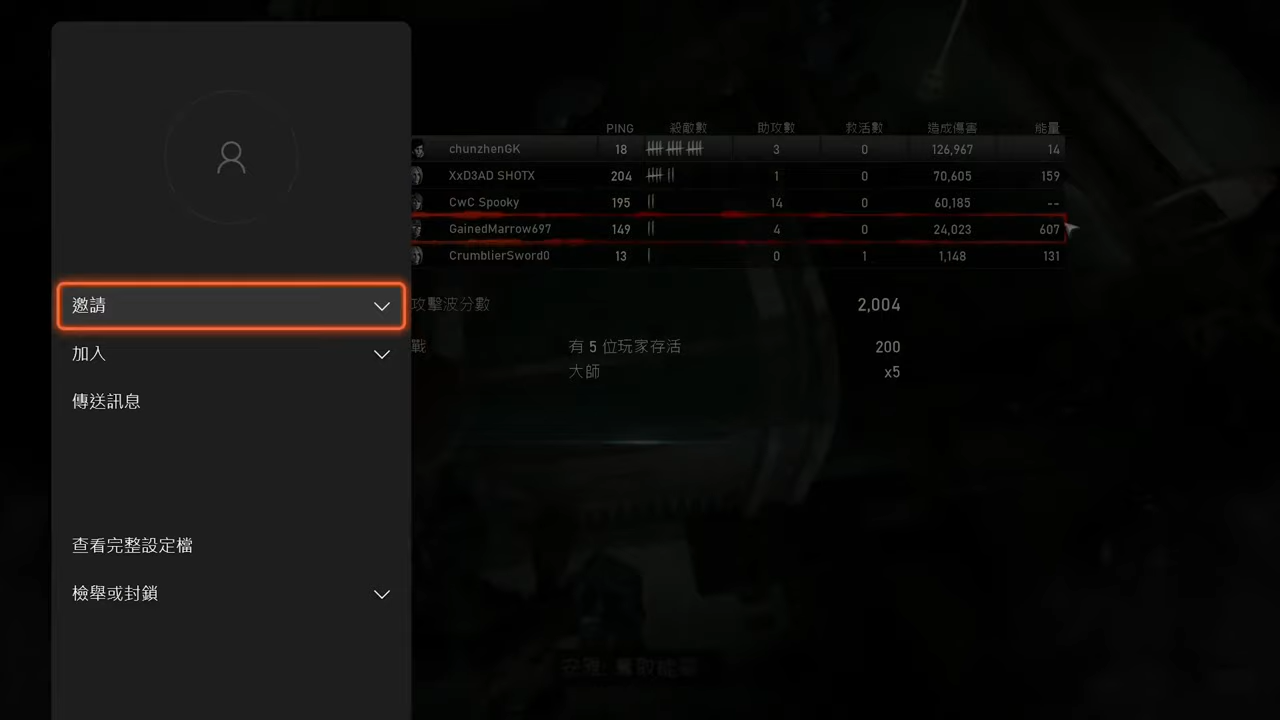 邀請
加入
傳送訊息
查看完整設定檔
檢舉或封鎖
PING 殺敵數 助攻數 救活數 造成傷害 能量
chunzhenGK 18 3 0 126,967 14
XxD3AD SHOTX 204 1 0 70,605 159
CwC Spooky 195 14 0 60,185 --
GainedMarrow697 149 4 0 24,023 607
CrumblierSword0 13 0 1 1,148 131
攻擊波分數 2,004
戰 有 5 位玩家存活 200
大師 x5